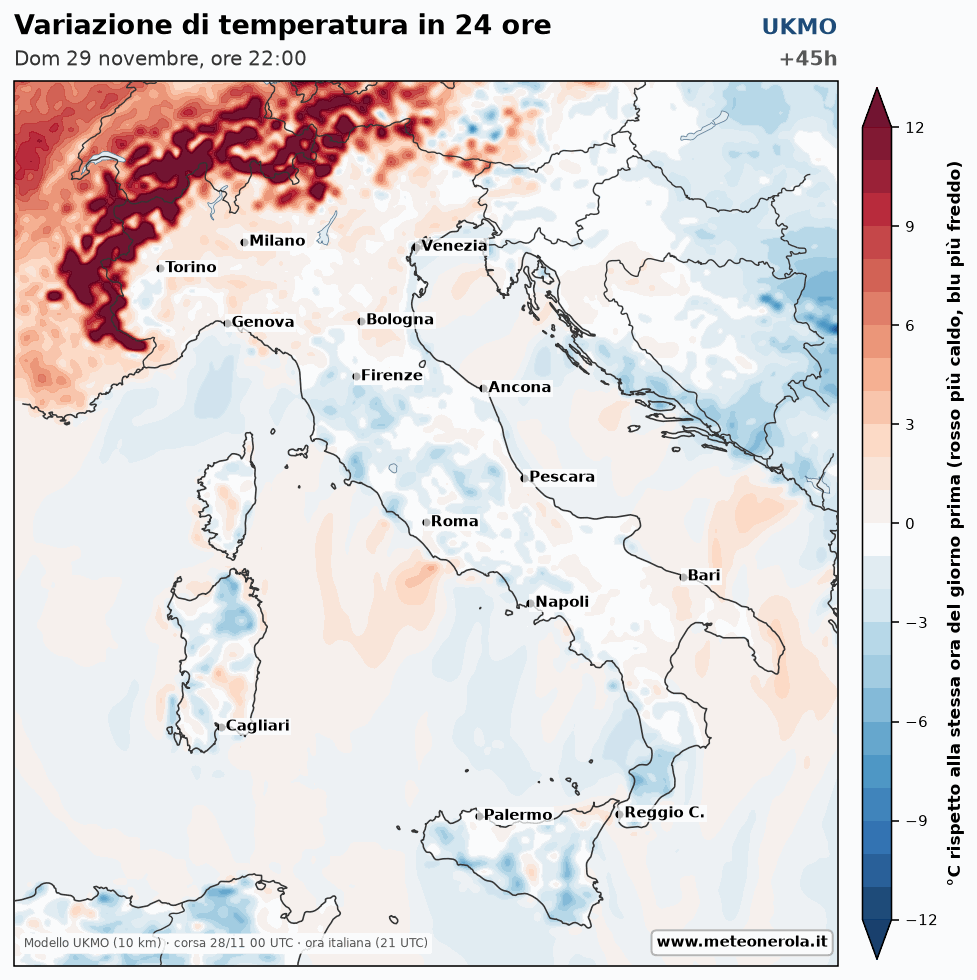 Variazione di temperatura in 24 ore
UKMO
Dom 29 novembre, ore 22:00
+45h
Milano
Venezia
Torino
Genova
Bologna
Firenze
Ancona
Pescara
Roma
Bari
Napoli
Cagliari
Palermo
Reggio C.
12
9
6
3
0
−3
−6
−9
−12
°C rispetto alla stessa ora del giorno prima (rosso più caldo, blu più freddo)
Modello UKMO (10 km) · corsa 28/11 00 UTC · ora italiana (21 UTC)
www.meteonerola.it